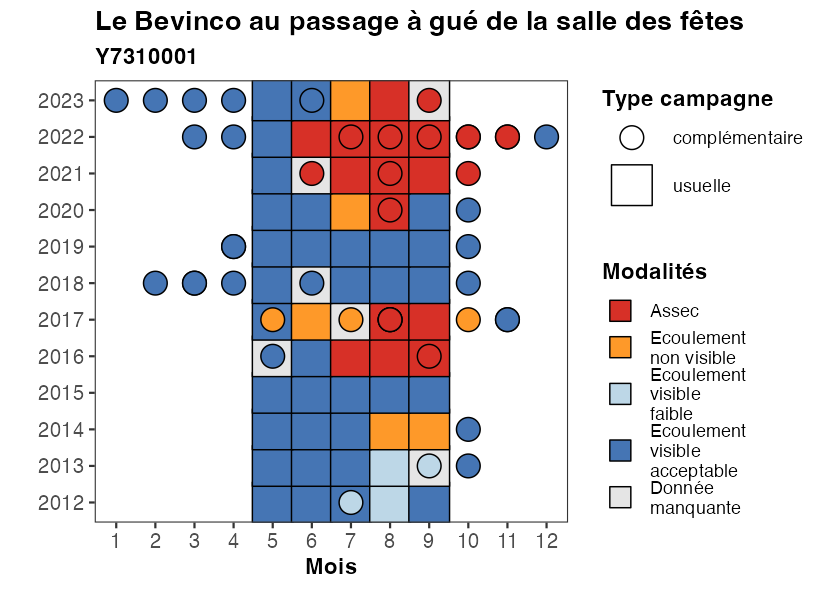 Le Bevinco au passage à gué de la salle des fêtes
Y7310001
2023
2022
2021
2020
2019
2018
2017
2016
2015
2014
2013
2012
1 2 3 4 5 6 7 8 9 10 11 12
Mois
Type campagne
complémentaire
usuelle
Modalités
Assec
Ecoulement
non visible
Ecoulement
visible
faible
Ecoulement
visible
acceptable
Donnée
manquante